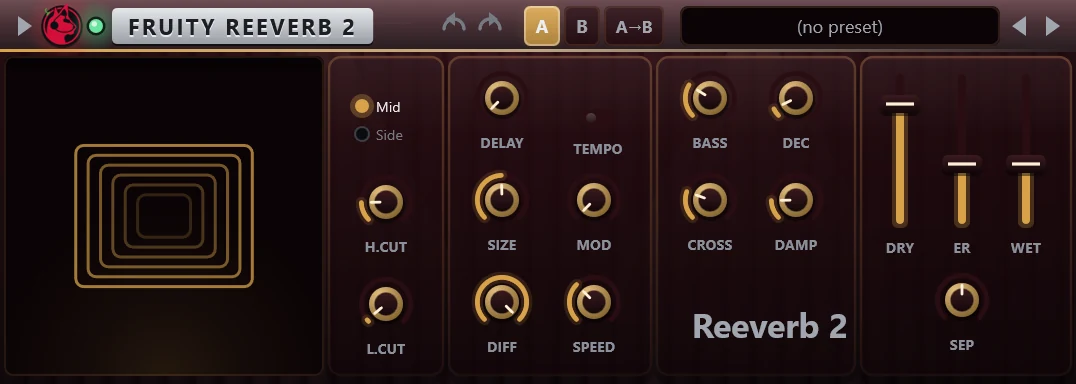 FRUITY REEVERB 2
A
B
A→B
(no preset)
Mid
Side
H.CUT
L.CUT
DELAY
TEMPO
SIZE
MOD
DIFF
SPEED
BASS
DEC
CROSS
DAMP
Reeverb 2
DRY
ER
WET
SEP